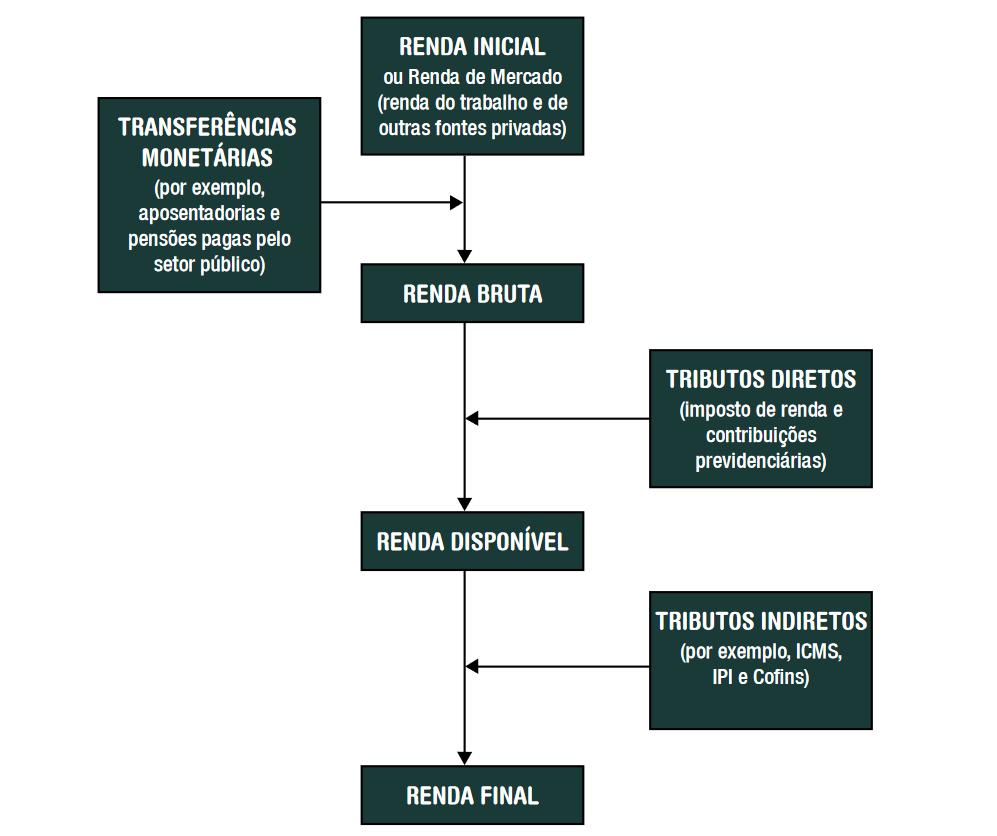 RENDA INICIAL
ou Renda de Mercado
(renda do trabalho e de
outras fontes privadas)
TRANSFERÊNCIAS
MONETÁRIAS
(por exemplo,
aposentadorias e
pensões pagas pelo
setor público)
RENDA BRUTA
TRIBUTOS DIRETOS
(imposto de renda e
contribuições
previdenciárias)
RENDA DISPONÍVEL
TRIBUTOS INDIRETOS
(por exemplo, ICMS,
IPI e Cofins)
RENDA FINAL